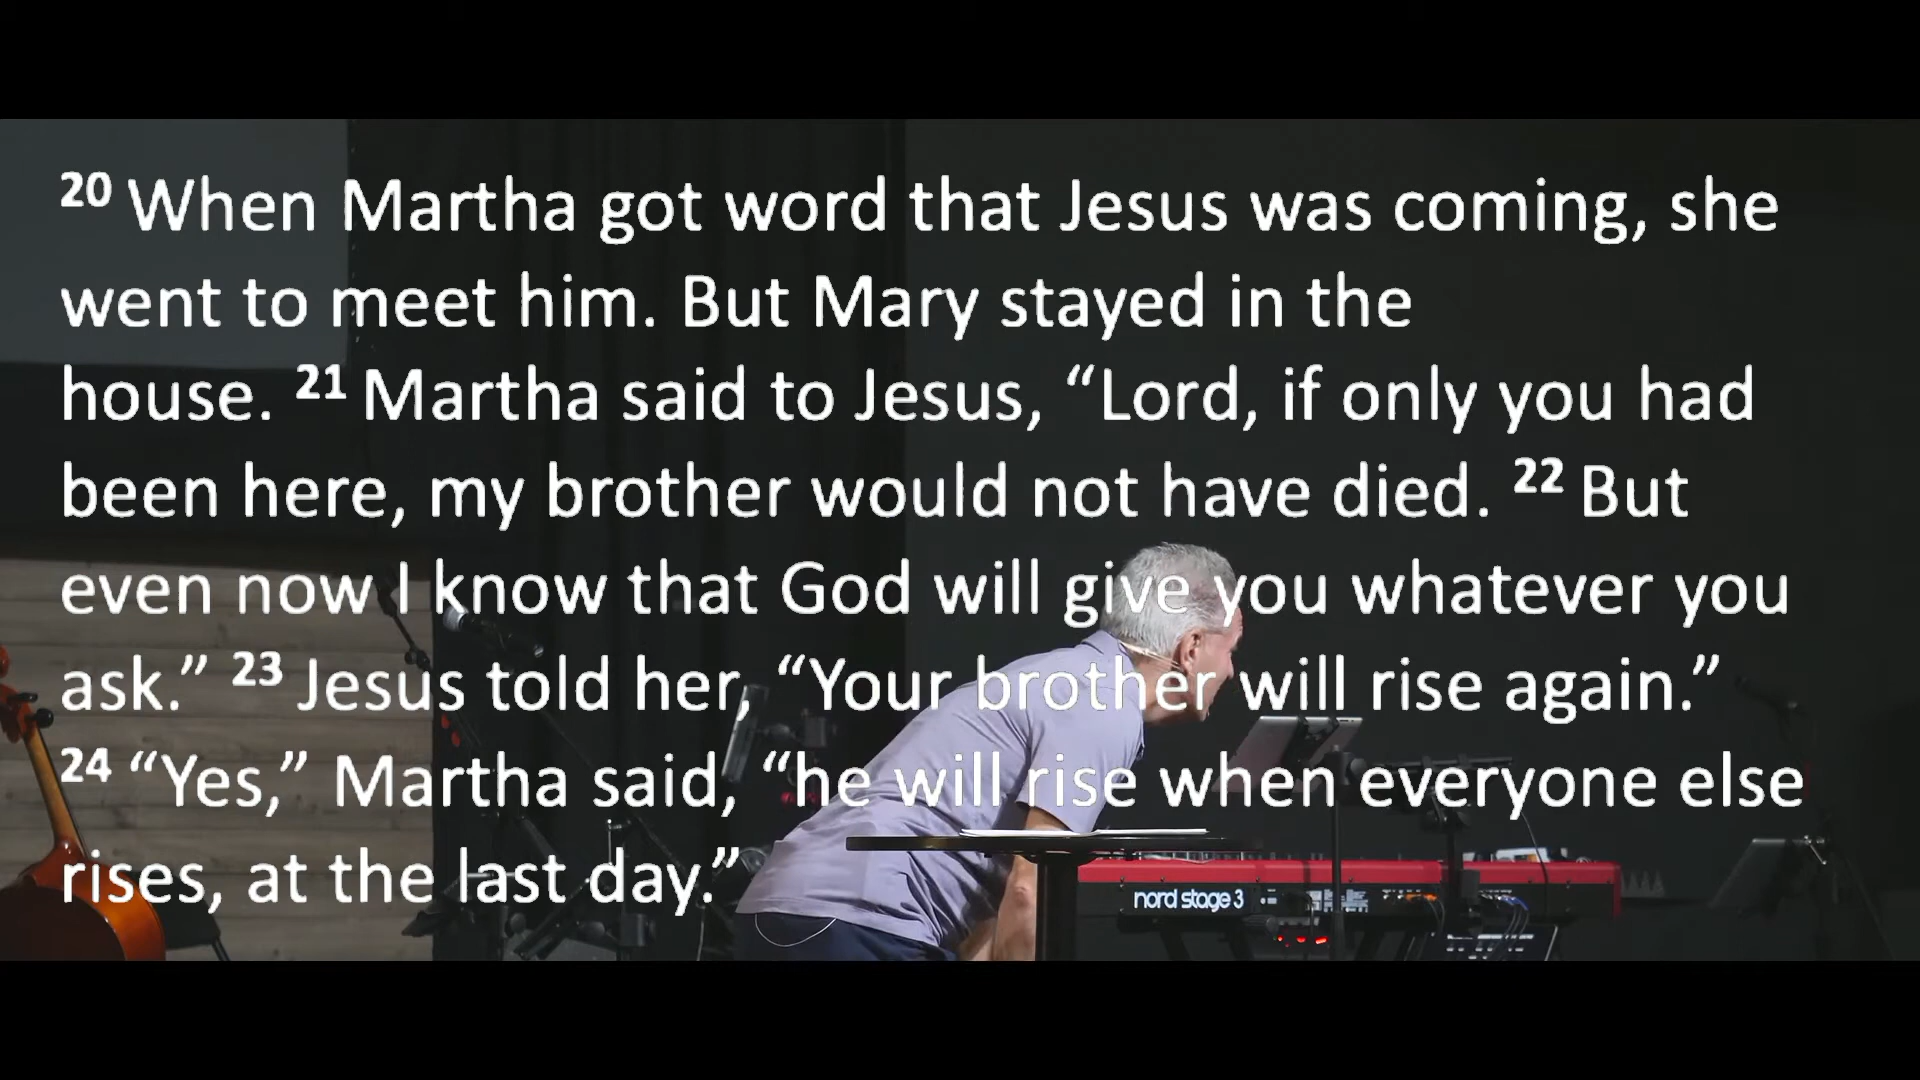 20 When Martha got word that Jesus was coming, she
went to meet him. But Mary stayed in the
house. 21 Martha said to Jesus, “Lord, if only you had
been here, my brother would not have died. 22 But
even now I know that God will give you whatever you
ask.” 23 Jesus told her, “Your brother will rise again.”
24 “Yes,” Martha said, “he will rise when everyone else
rises, at the last day.”
nord stage 3